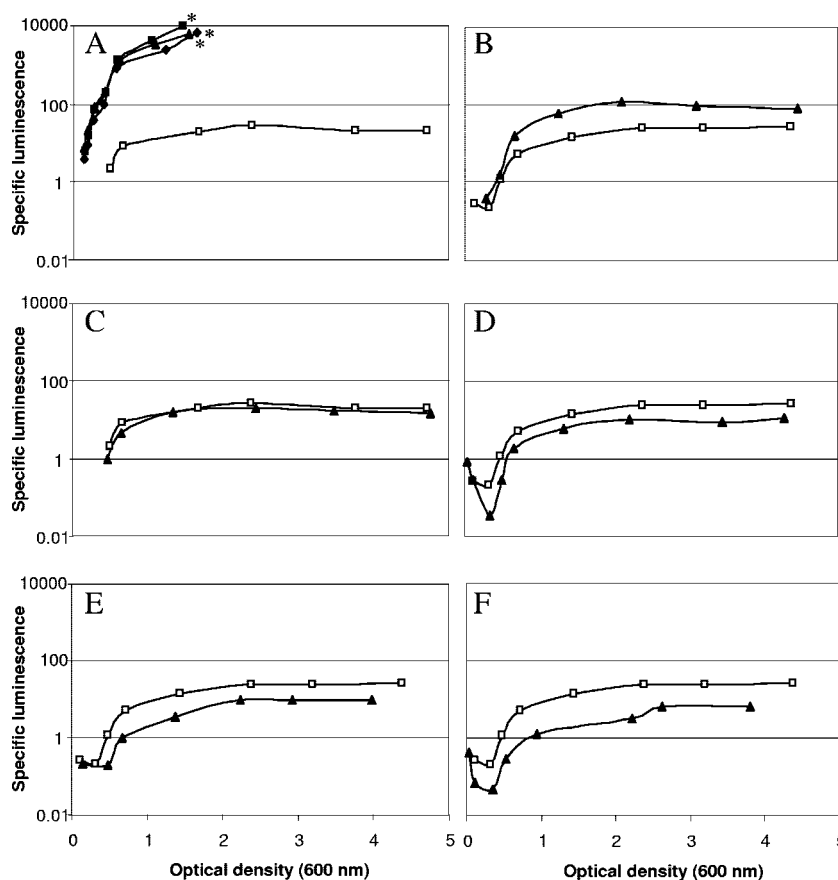 A
B
Specific luminescence
10000
100
1
0.01
*
*
*
C
D
Specific luminescence
10000
100
1
0.01
E
F
Specific luminescence
10000
100
1
0.01
0 1 2 3 4 5
0 1 2 3 4 5
Optical density (600 nm)
Optical density (600 nm)